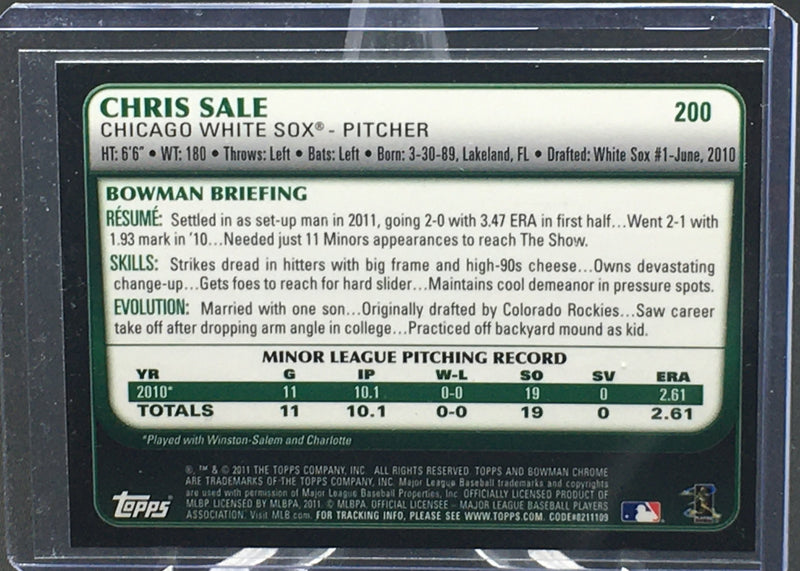 CHRIS SALE 200
CHICAGO WHITE SOX® - PITCHER
HT: 6'6" • WT: 180 • Throws: Left • Bats: Left • Born: 3-30-89, Lakeland, FL • Drafted: White Sox #1-June, 2010
BOWMAN BRIEFING
RÉSUMÉ: Settled in as set-up man in 2011, going 2-0 with 3.47 ERA in first half...Went 2-1 with
1.93 mark in '10...Needed just 11 Minors appearances to reach The Show.
SKILLS: Strikes dread in hitters with big frame and high-90s cheese...Owns devastating
change-up...Gets foes to reach for hard slider...Maintains cool demeanor in pressure spots.
EVOLUTION: Married with one son...Originally drafted by Colorado Rockies...Saw career
take off after dropping arm angle in college...Practiced off backyard mound as kid.
MINOR LEAGUE PITCHING RECORD
YR G IP W-L SO SV ERA
2010* 11 10.1 0-0 19 0 2.61
TOTALS 11 10.1 0-0 19 0 2.61
*Played with Winston-Salem and Charlotte
®, ™ & © 2011 THE TOPPS COMPANY, INC. ALL RIGHTS RESERVED. TOPPS AND BOWMAN CHROME
ARE TRADEMARKS OF THE TOPPS COMPANY, INC. Major League Baseball trademarks and copyrights
are used with permission of Major League Baseball Properties, Inc. OFFICIALLY LICENSED PRODUCT OF
MLBP. LICENSED BY MLBPA. 2011 © MLBPA. OFFICIAL LICENSEE – MAJOR LEAGUE BASEBALL PLAYERS
ASSOCIATION. Visit MLB.com. FOR TRACKING INFO, PLEASE SEE WWW.TOPPS.COM. CODE#8211109
Topps